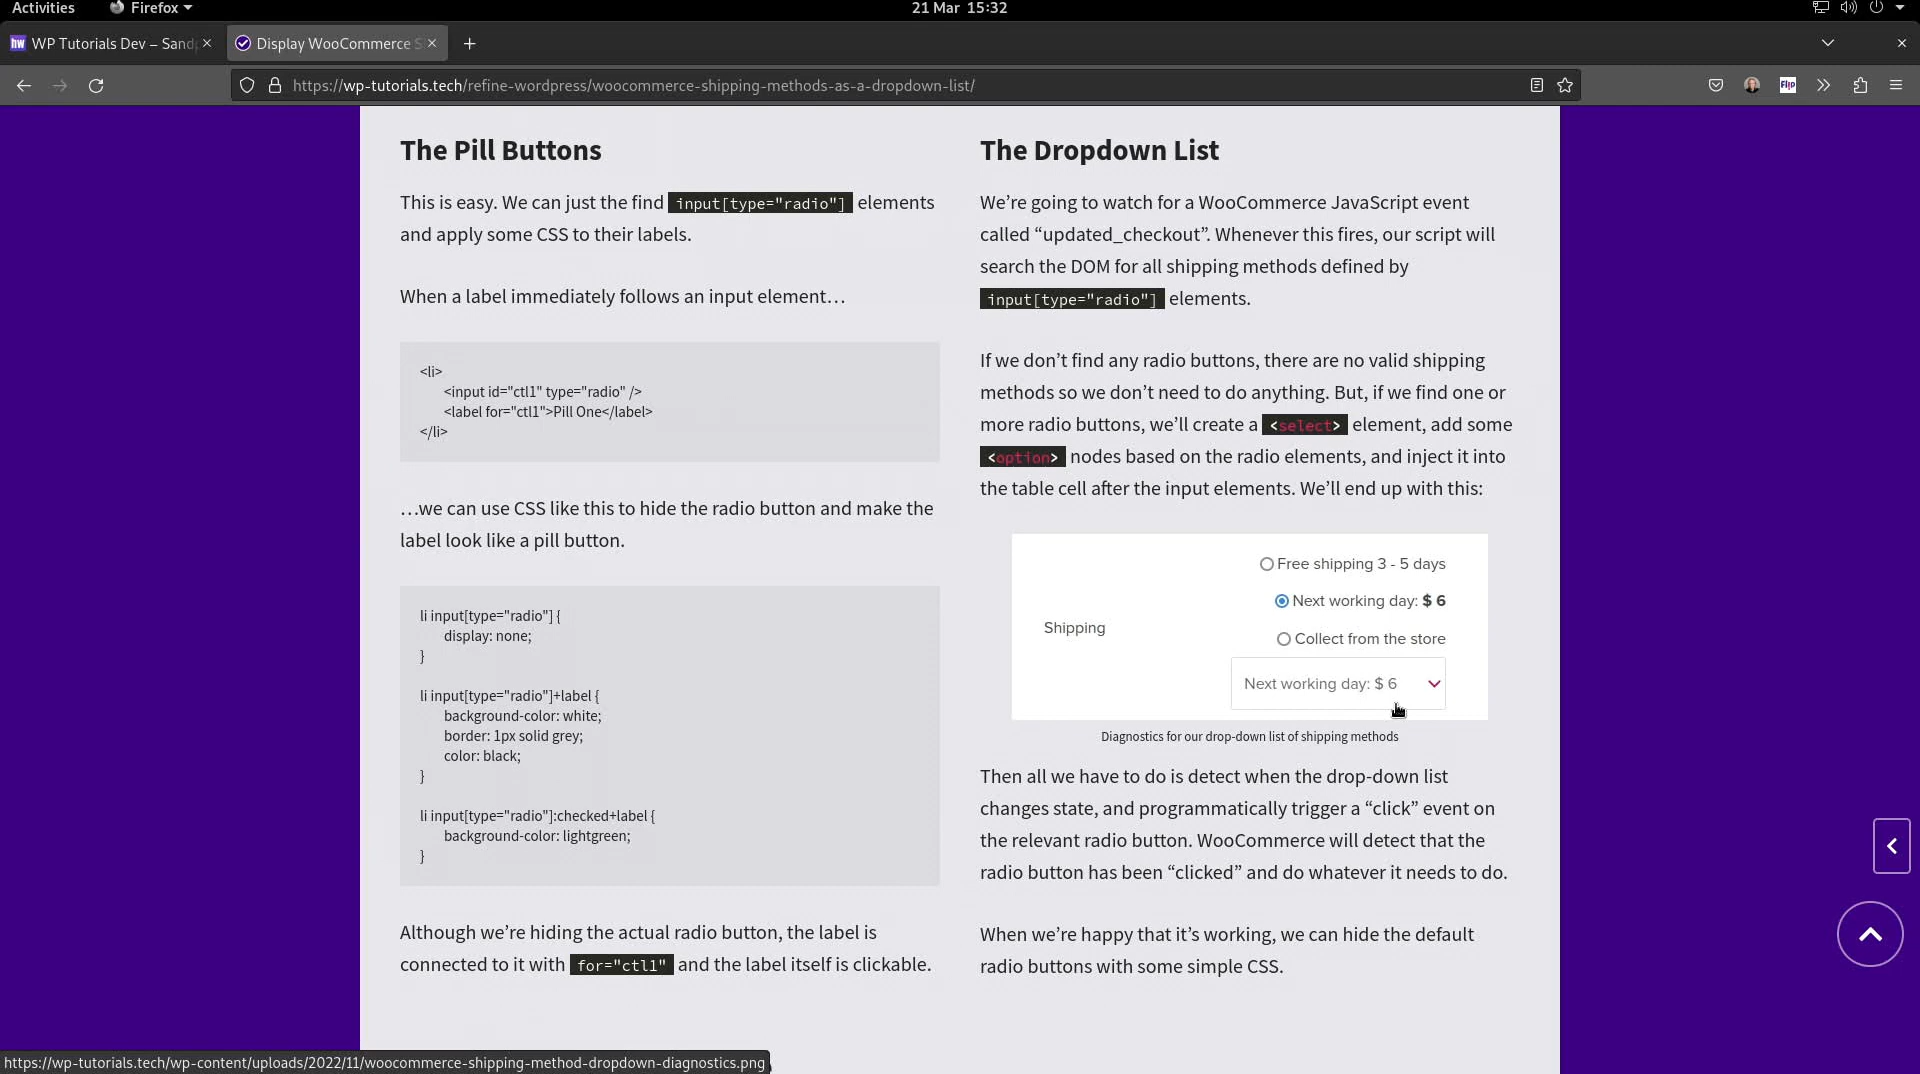 Activities
Firefox
21 Mar 15:32
hw WP Tutorials Dev – Sand
Display WooCommerce S
https://wp-tutorials.tech/refine-wordpress/woocommerce-shipping-methods-as-a-dropdown-list/
Flip
The Pill Buttons
This is easy. We can just the find input[type="radio"] elements
and apply some CSS to their labels.
When a label immediately follows an input element…
<li>
<input id="ctl1" type="radio" />
<label for="ctl1">Pill One</label>
</li>
…we can use CSS like this to hide the radio button and make the
label look like a pill button.
li input[type="radio"] {
display: none;
}
li input[type="radio"]+label {
background-color: white;
border: 1px solid grey;
color: black;
}
li input[type="radio"]:checked+label {
background-color: lightgreen;
}
Although we’re hiding the actual radio button, the label is
connected to it with for="ctl1" and the label itself is clickable.
The Dropdown List
We’re going to watch for a WooCommerce JavaScript event
called “updated_checkout”. Whenever this fires, our script will
search the DOM for all shipping methods defined by
input[type="radio"] elements.
If we don’t find any radio buttons, there are no valid shipping
methods so we don’t need to do anything. But, if we find one or
more radio buttons, we’ll create a <select> element, add some
<option> nodes based on the radio elements, and inject it into
the table cell after the input elements. We’ll end up with this:
Free shipping 3 - 5 days
Next working day: $ 6
Shipping
Collect from the store
Next working day: $ 6
Diagnostics for our drop-down list of shipping methods
Then all we have to do is detect when the drop-down list
changes state, and programmatically trigger a “click” event on
the relevant radio button. WooCommerce will detect that the
radio button has been “clicked” and do whatever it needs to do.
When we’re happy that it’s working, we can hide the default
radio buttons with some simple CSS.
https://wp-tutorials.tech/wp-content/uploads/2022/11/woocommerce-shipping-method-dropdown-diagnostics.png